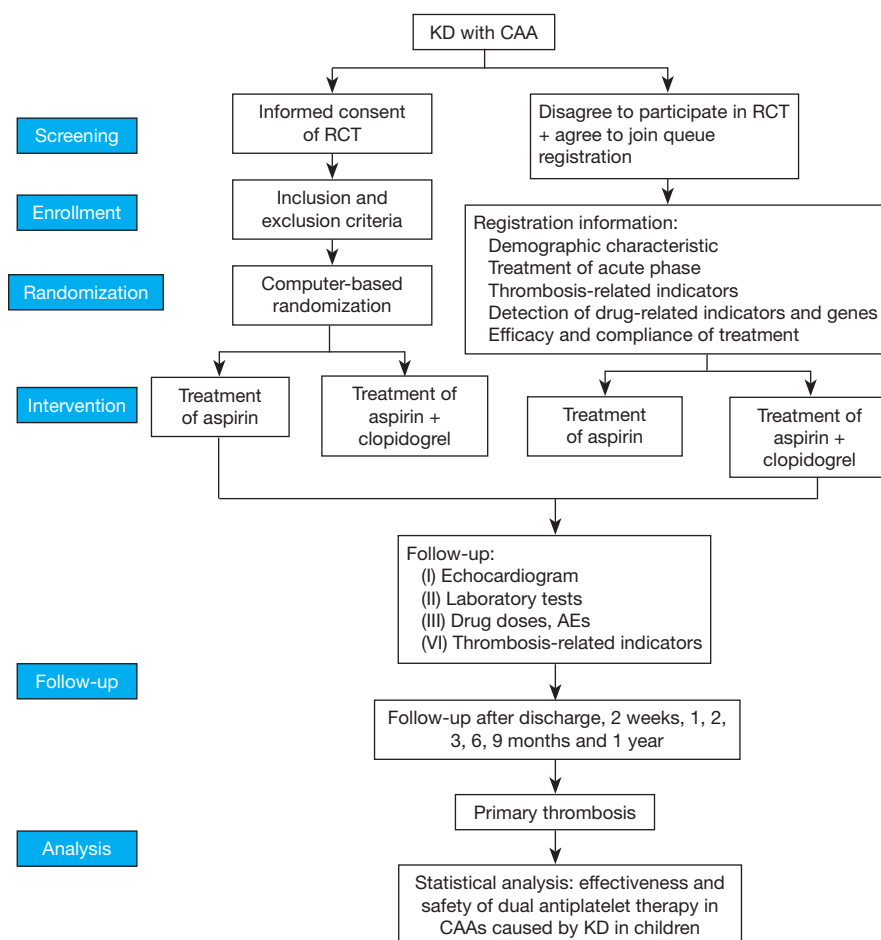 KD with CAA
Screening
Informed consent
of RCT
Disagree to participate in RCT
+ agree to join queue
registration
Enrollment
Inclusion and
exclusion criteria
Registration information:
Demographic characteristic
Treatment of acute phase
Thrombosis-related indicators
Detection of drug-related indicators and genes
Efficacy and compliance of treatment
Randomization
Computer-based
randomization
Intervention
Treatment
of aspirin
Treatment of
aspirin +
clopidogrel
Treatment
of aspirin
Treatment of
aspirin +
clopidogrel
Follow-up:
(I) Echocardiogram
(II) Laboratory tests
(III) Drug doses, AEs
(VI) Thrombosis-related indicators
Follow-up
Follow-up after discharge, 2 weeks, 1, 2,
3, 6, 9 months and 1 year
Primary thrombosis
Analysis
Statistical analysis: effectiveness and
safety of dual antiplatelet therapy in
CAAs caused by KD in children